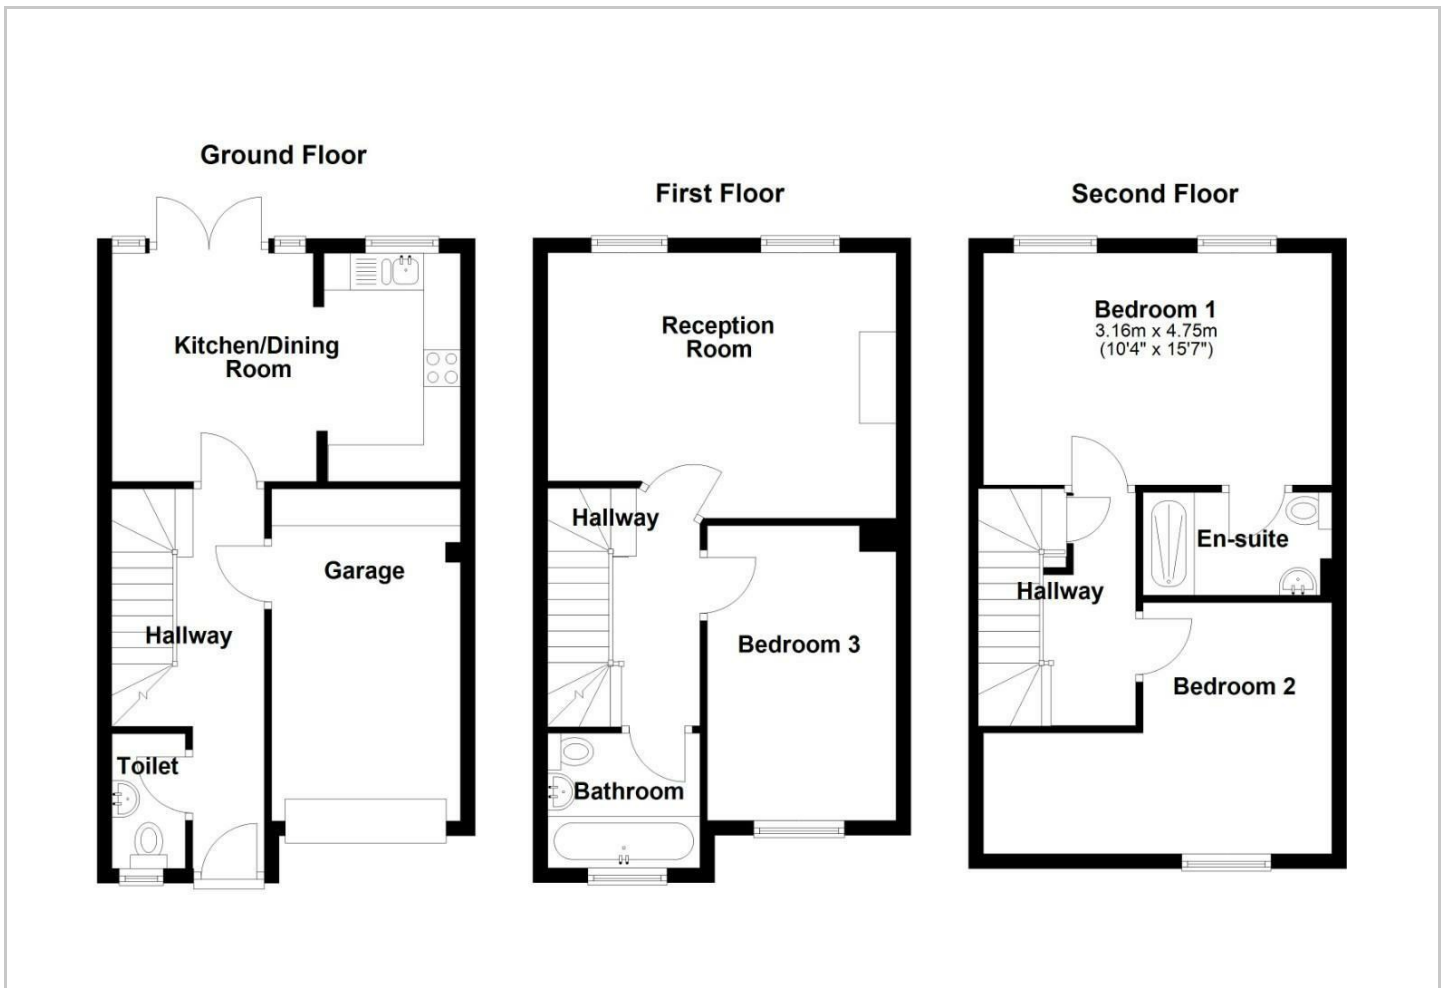 Ground Floor
Kitchen/Dining
Room
Garage
Hallway
Toilet
First Floor
Reception
Room
Hallway
Bedroom 3
Bathroom
Second Floor
Bedroom 1
3.16m x 4.75m
(10'4" x 15'7")
En-suite
Hallway
Bedroom 2